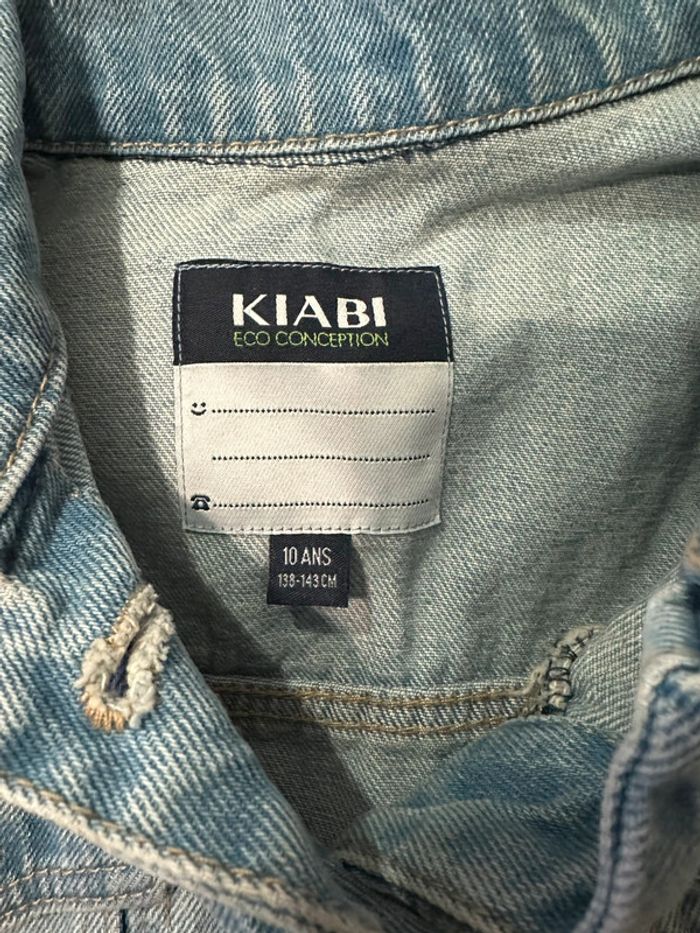 KIABI
ECO CONCEPTION
10 ANS
138-143 CM